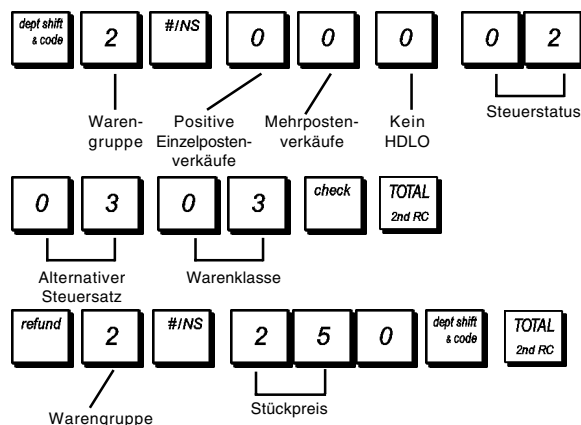 dept shift & code 2 #/NS 0 0 0 0 2
Waren-
gruppe
Positive
Einzelposten-
verkäufe
Mehrposten-
verkäufe
Kein
HDLO
Steuerstatus
0 3 0 3 check TOTAL 2nd RC
Alternativer
Steuersatz
Warenklasse
refund 2 #/NS 2 5 0 dept shift & code TOTAL 2nd RC
Warengruppe
Stückpreis